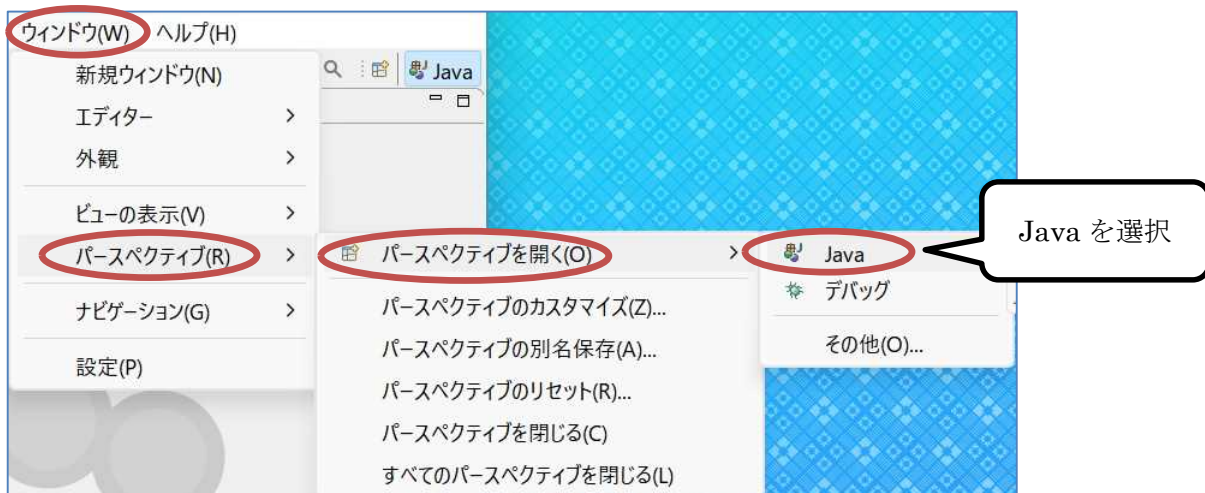 ウィンドウ(W) ヘルプ(H)
新規ウィンドウ(N)
Java
エディター
外観
ビューの表示(V)
パースペクティブ(R)
ナビゲーション(G)
設定(P)
パースペクティブを開く(O)
パースペクティブのカスタマイズ(Z)...
パースペクティブの別名保存(A)...
パースペクティブのリセット(R)...
パースペクティブを閉じる(C)
すべてのパースペクティブを閉じる(L)
Java
デバッグ
その他(O)...
Java を選択